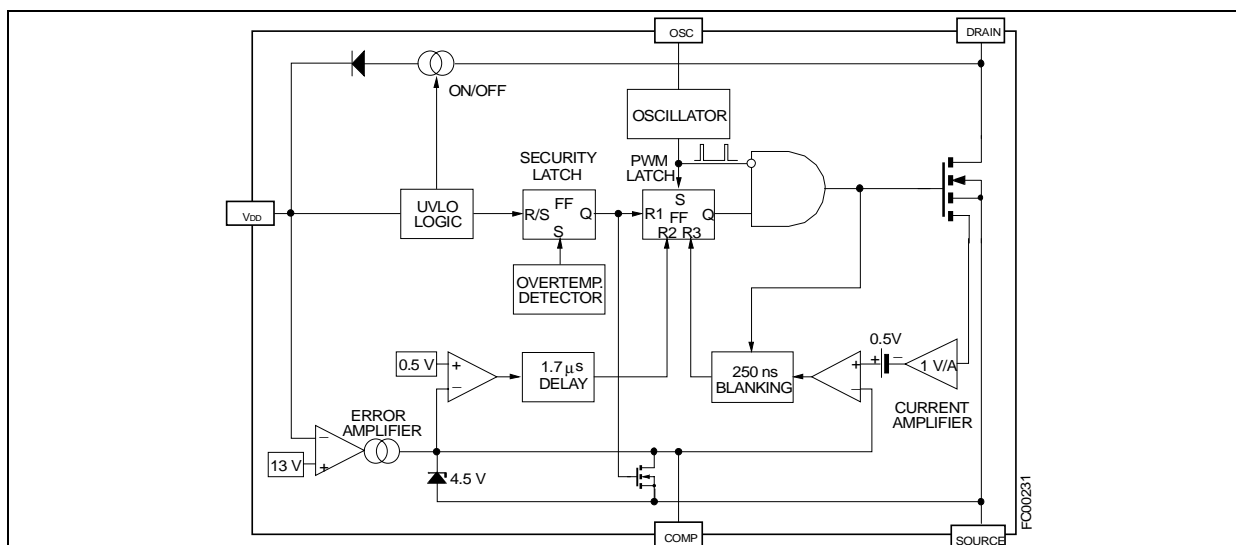 OSC
DRAIN
ON/OFF
OSCILLATOR
SECURITY
LATCH
PWM
LATCH
VDD
UVLO
LOGIC
R/S FF Q
S
S
R1 FF Q
R2 R3
OVERTEMP.
DETECTOR
0.5 V
+
–
1.7 μs
DELAY
250 ns
BLANKING
+
–
0.5V
+ –
1 V/A
CURRENT
AMPLIFIER
ERROR
AMPLIFIER
–
13 V
+
4.5 V
COMP
SOURCE
FC00231